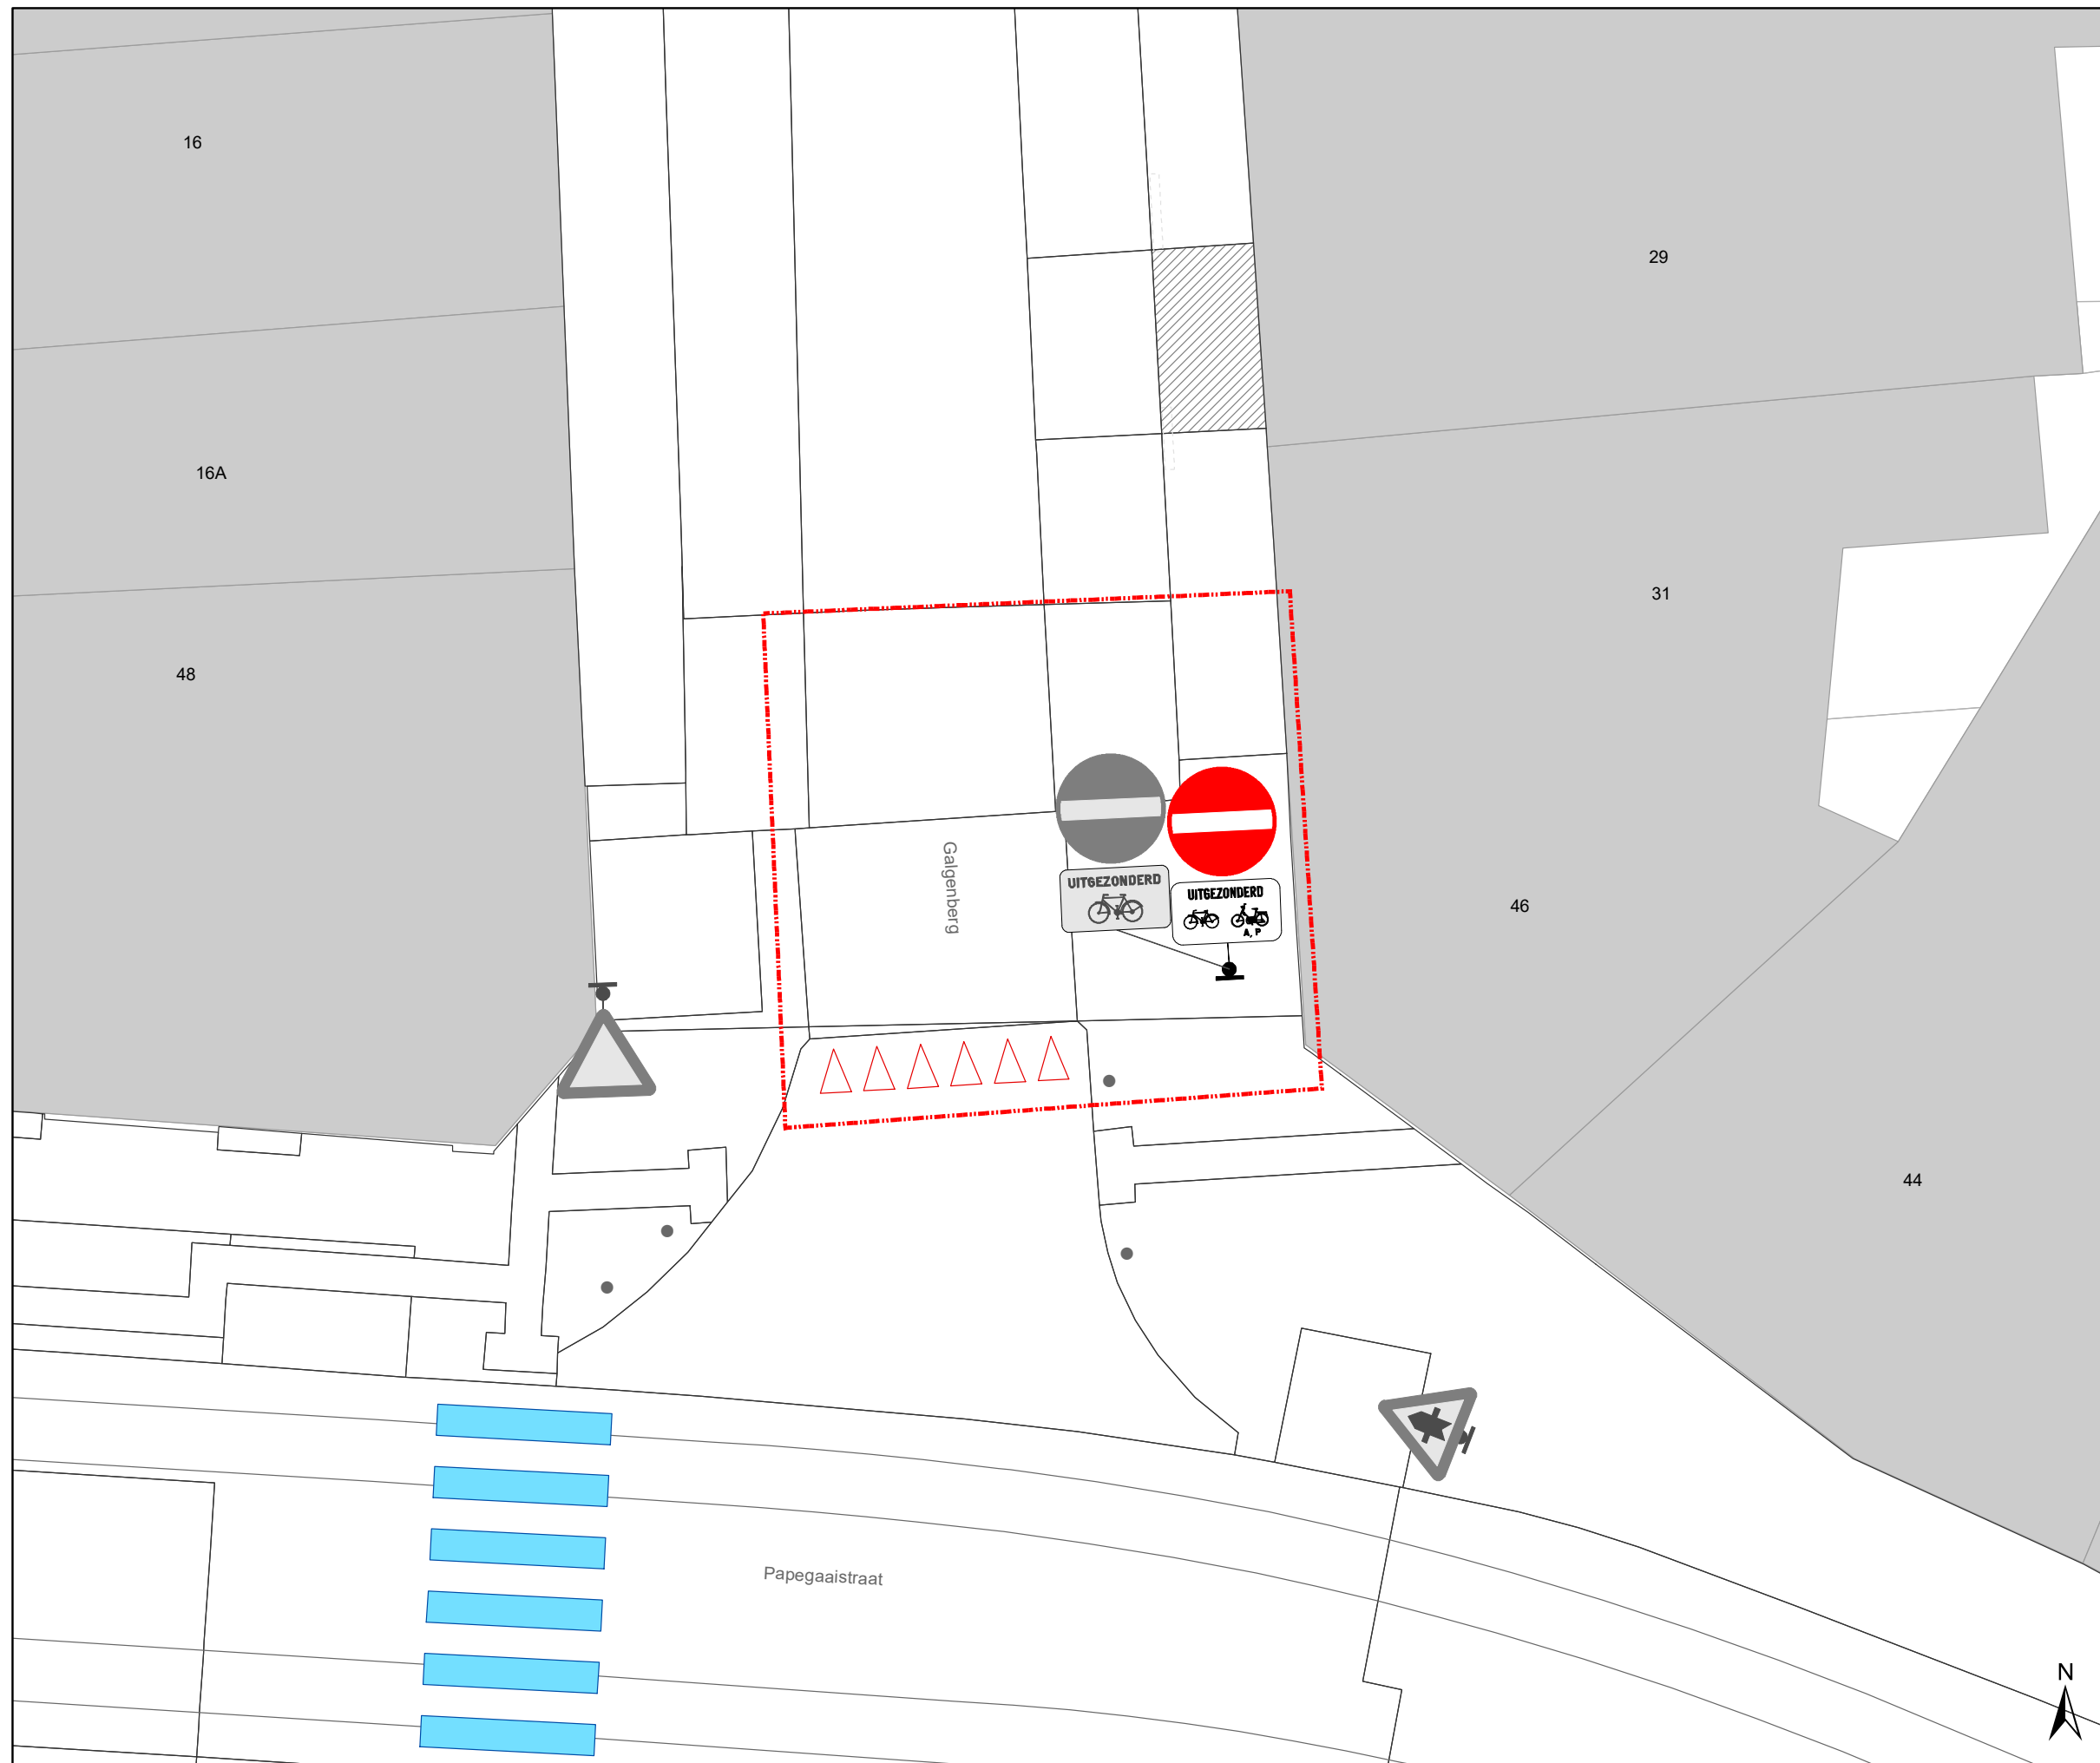 16
29
16A
31
48
Galgenberg
UITGEZONDERD
UITGEZONDERD
A, P
46
44
Papegaaistraat
N